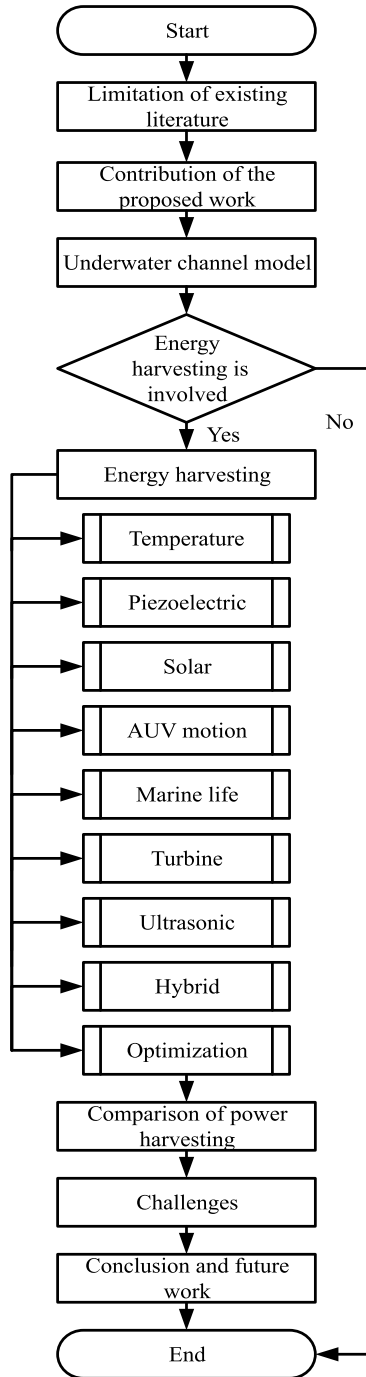 Start
Limitation of existing
literature
Contribution of the
proposed work
Underwater channel model
Energy
harvesting is
involved
No
Yes
Energy harvesting
Temperature
Piezoelectric
Solar
AUV motion
Marine life
Turbine
Ultrasonic
Hybrid
Optimization
Comparison of power
harvesting
Challenges
Conclusion and future
work
End